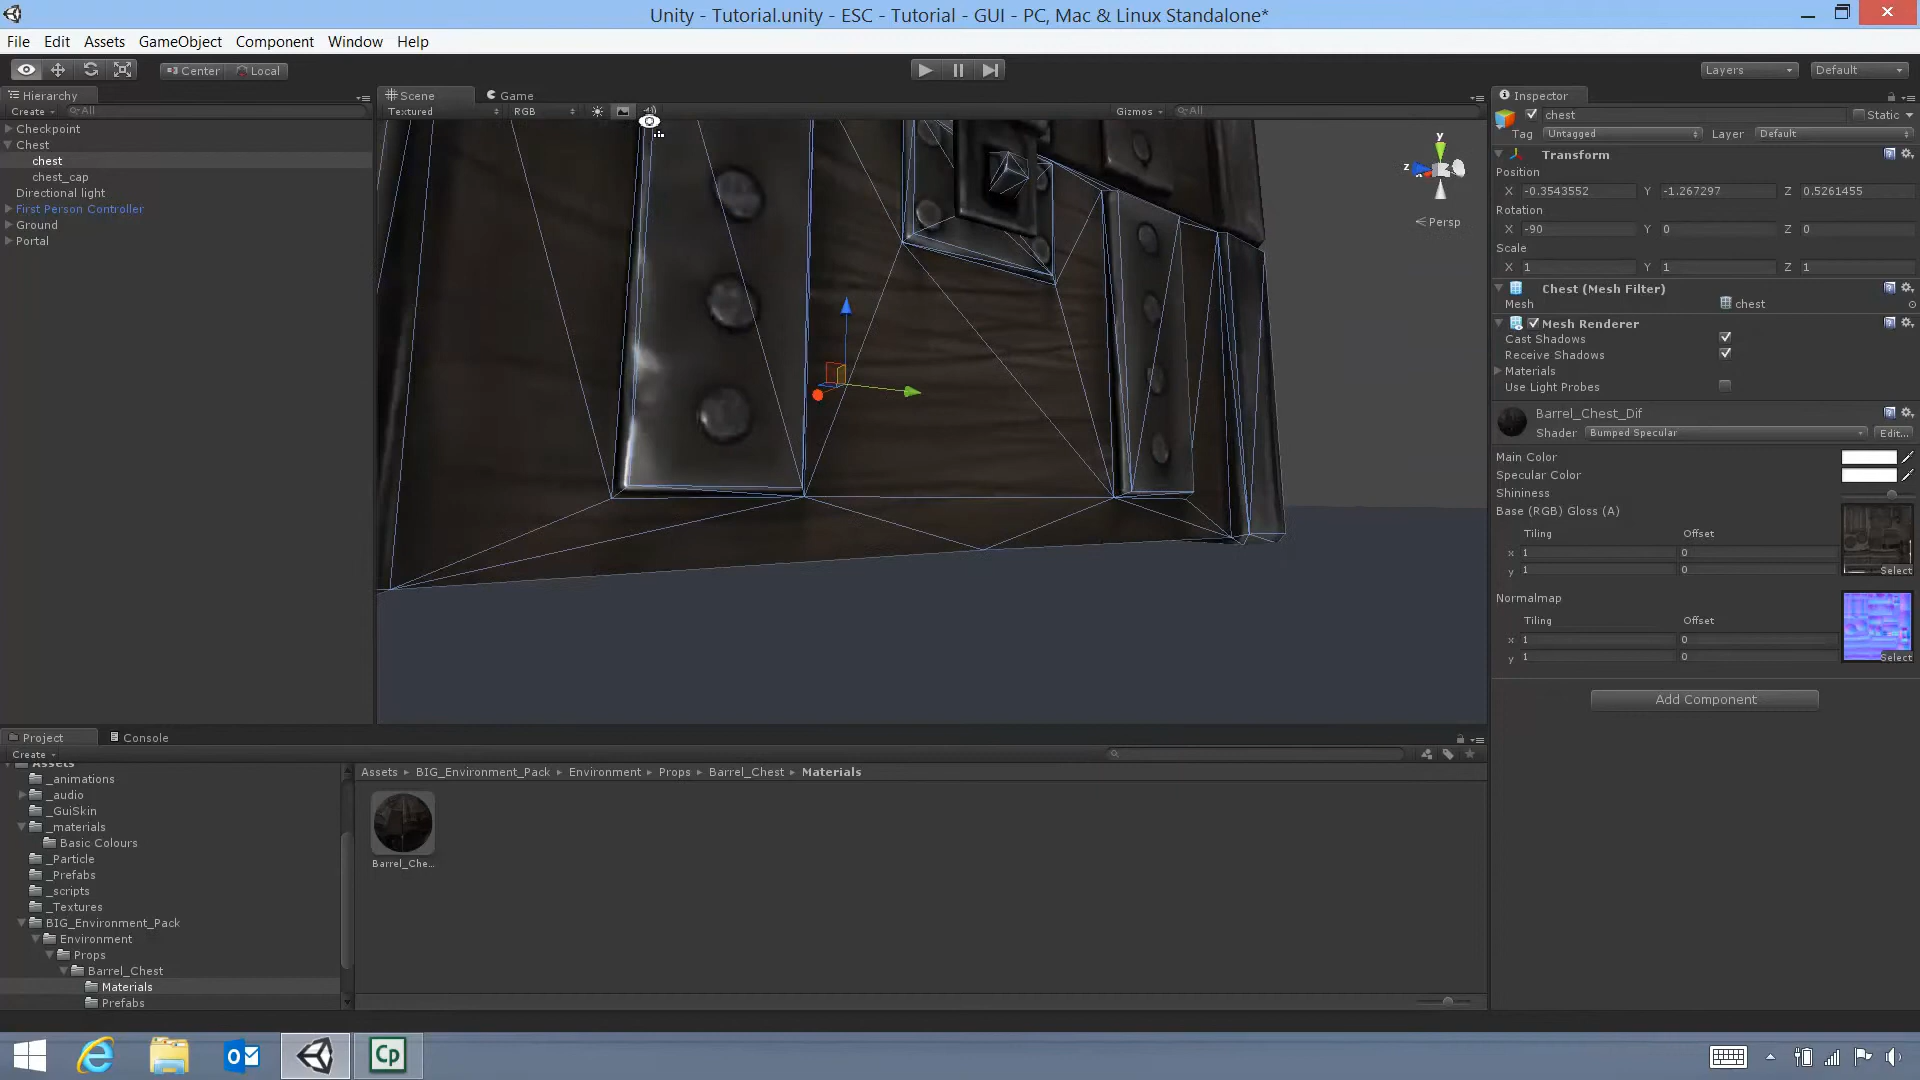 Unity - Tutorial.unity - ESC - Tutorial - GUI - PC, Mac & Linux Standalone*
File Edit Assets GameObject Component Window Help
Center Local
Layers Default
Hierarchy
Create All
Checkpoint
Chest
chest
chest_cap
Directional light
First Person Controller
Ground
Portal
Scene Game
Textured RGB Gizmos All
y
z
Persp
Inspector
chest Static
Tag Untagged Layer Default
Transform
Position
X -0.3543552 Y -1.267297 Z 0.5261455
Rotation
X -90 Y 0 Z 0
Scale
X 1 Y 1 Z 1
Chest (Mesh Filter)
Mesh chest
Mesh Renderer
Cast Shadows
Receive Shadows
Materials
Use Light Probes
Barrel_Chest_Dif
Shader Bumped Specular Edit...
Main Color
Specular Color
Shininess
Base (RGB) Gloss (A)
Tiling Offset
x 1 0
y 1 0
Select
Normalmap
Tiling Offset
x 1 0
y 1 0
Select
Add Component
Project Console
Create
Assets
_animations
_audio
_GuiSkin
_materials
Basic Colours
_Particle
_Prefabs
_scripts
_Textures
BIG_Environment_Pack
Environment
Props
Barrel_Chest
Materials
Prefabs
Assets BIG_Environment_Pack Environment Props Barrel_Chest Materials
Barrel_Che...
Cp